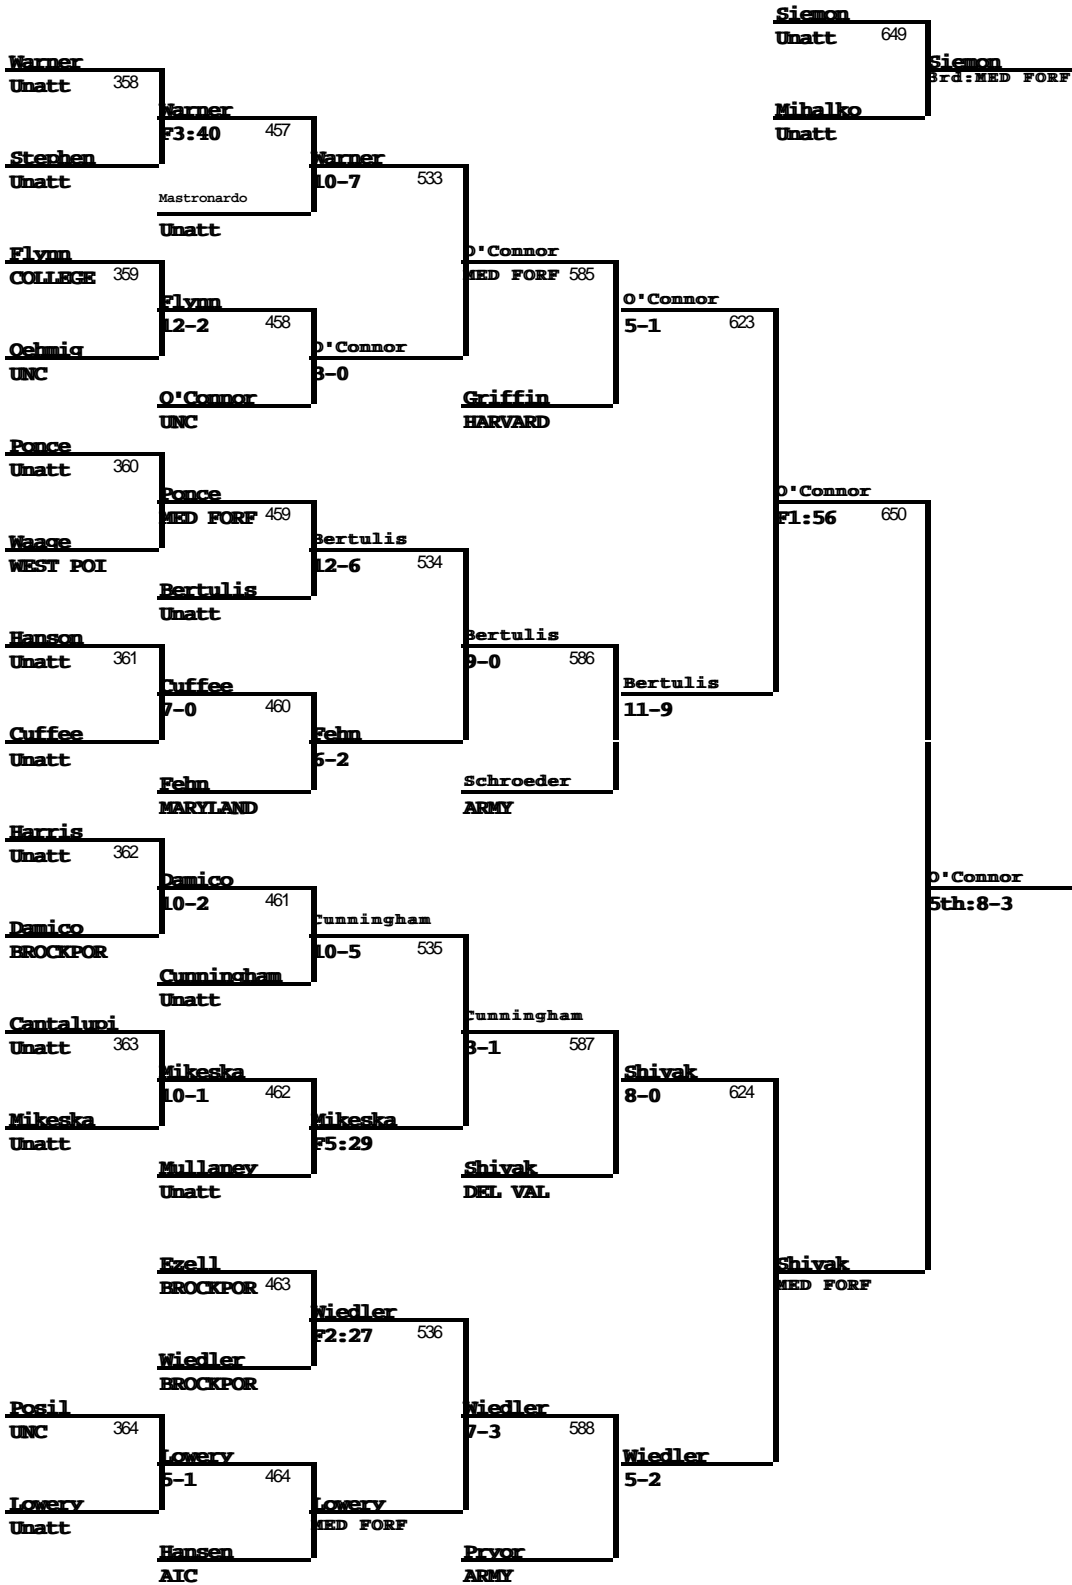 Siemon
Unatt 649
Siemon
3rd:MED FORF
Mihalko
Unatt
Warner
Unatt 358
Warner
F3:40 457
Stephen
Unatt
Warner
10-7 533
Mastronardo
Unatt
Flynn
COLLEGE 359
O'Connor
MED FORF 585
Flynn
12-2 458
O'Connor
5-1 623
Oehmig
UNC
O'Connor
3-0
O'Connor
UNC
Griffin
HARVARD
Ponce
Unatt 360
Ponce
MED FORF 459
O'Connor
F1:56 650
Waage
WEST POI
Bertulis
12-6 534
Bertulis
Unatt
Hanson
Unatt 361
Bertulis
9-0 586
Cuffee
7-0 460
Bertulis
11-9
Cuffee
Unatt
Fehn
6-2
Fehn
MARYLAND
Schroeder
ARMY
Harris
Unatt 362
Damico
10-2 461
O'Connor
5th:8-3
Damico
BROCKPOR
Cunningham
10-5 535
Cunningham
Unatt
Cantalupi
Unatt 363
Cunningham
3-1 587
Mikeska
10-1 462
Shivak
8-0 624
Mikeska
Unatt
Mikeska
F5:29
Mullaney
Unatt
Shivak
DEL VAL
Ezell
BROCKPOR 463
Shivak
MED FORF
Wiedler
F2:27 536
Wiedler
BROCKPOR
Posil
UNC 364
Wiedler
7-3 588
Lowery
5-1 464
Wiedler
5-2
Lowery
Unatt
Lowery
MED FORF
Hansen
AIC
Pryor
ARMY